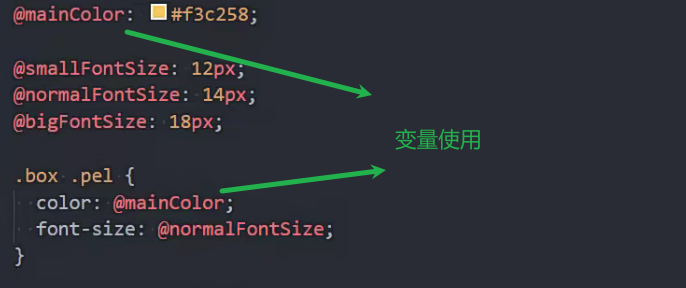 @mainColor: #f3c258;
@smallFontSize: 12px;
@normalFontSize: 14px;
@bigFontSize: 18px;
变量使用
.box .pel {
color: @mainColor;
font-size: @normalFontSize;
}